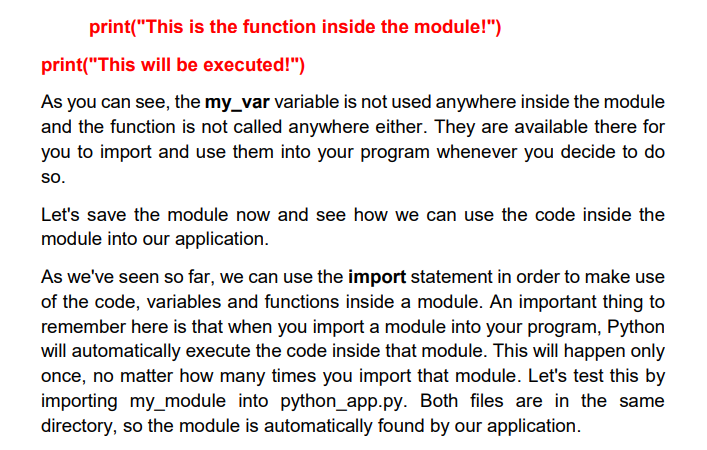 print("This is the function inside the module!")
print("This will be executed!")
As you can see, the my_var variable is not used anywhere inside the module
and the function is not called anywhere either. They are available there for
you to import and use them into your program whenever you decide to do
so.
Let's save the module now and see how we can use the code inside the
module into our application.
As we've seen so far, we can use the import statement in order to make use
of the code, variables and functions inside a module. An important thing to
remember here is that when you import a module into your program, Python
will automatically execute the code inside that module. This will happen only
once, no matter how many times you import that module. Let's test this by
importing my_module into python_app.py. Both files are in the same
directory, so the module is automatically found by our application.